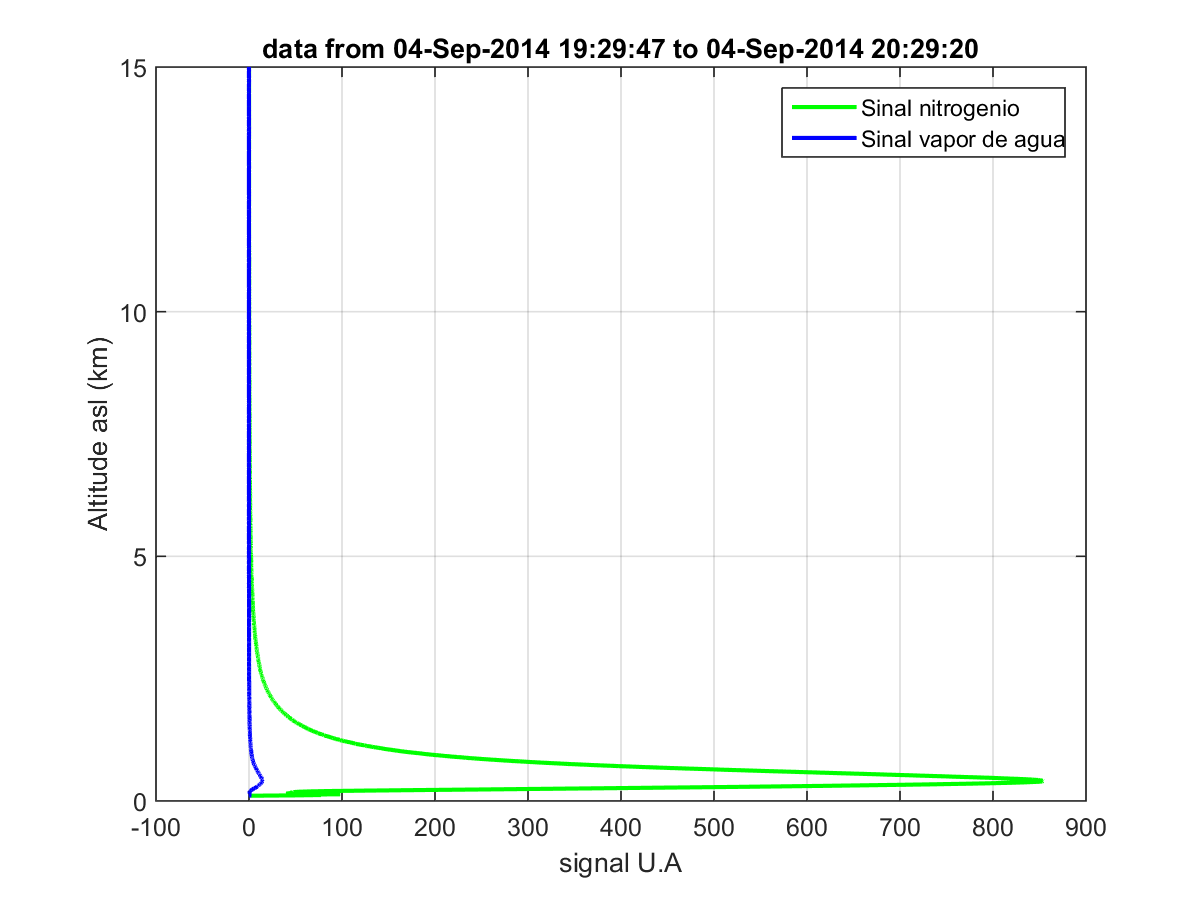 data from 04-Sep-2014 19:29:47 to 04-Sep-2014 20:29:20
Sinal nitrogenio
Sinal vapor de agua
15
10
5
0
Altitude asl (km)
-100 0 100 200 300 400 500 600 700 800 900
signal U.A